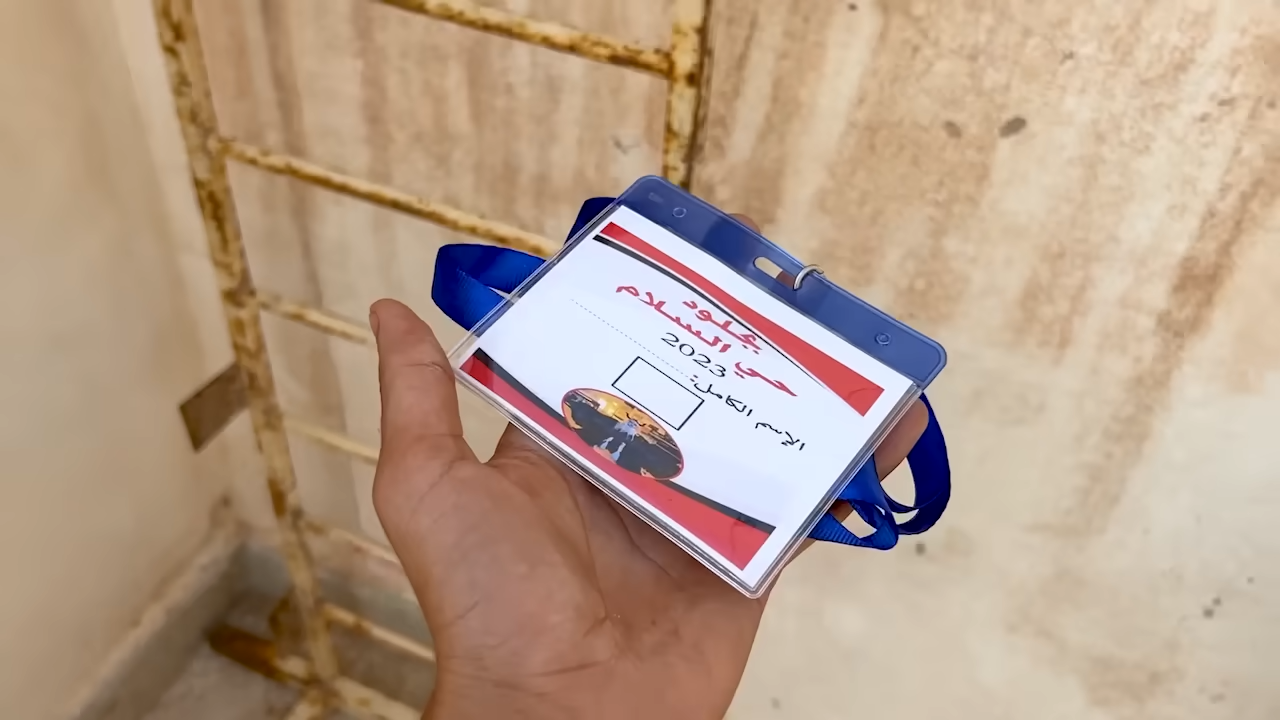 بجلود
حي السلام
2023
الإسم الكامل: